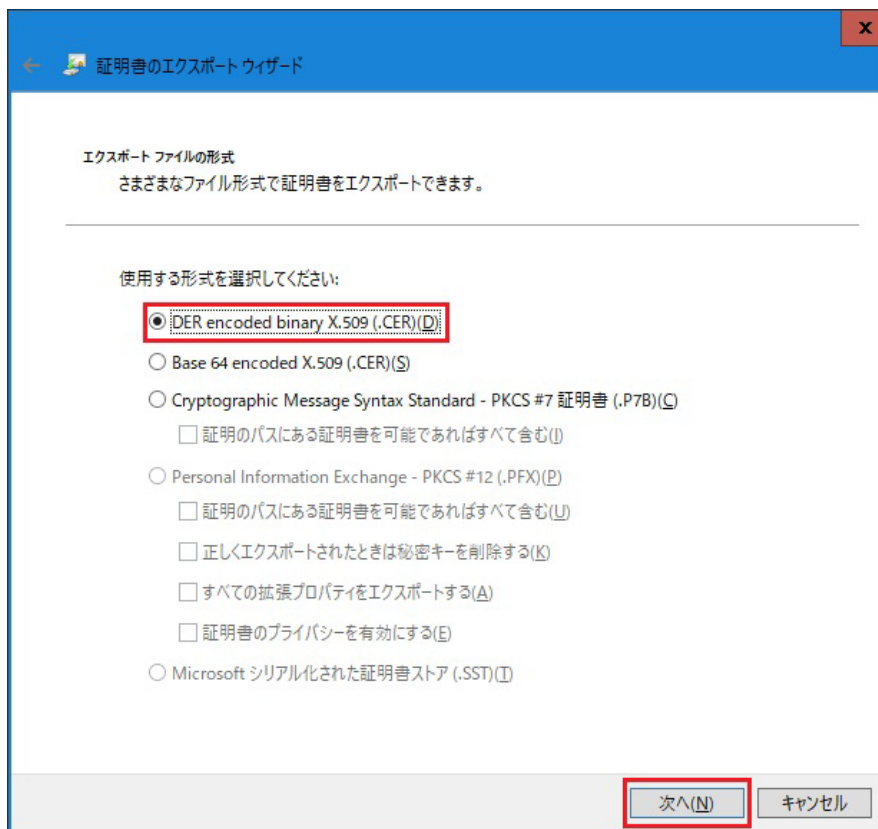 x
← 証明書のエクスポート ウィザード
エクスポート ファイルの形式
さまざまなファイル形式で証明書をエクスポートできます。
使用する形式を選択してください:
DER encoded binary X.509 (.CER)(D)
Base 64 encoded X.509 (.CER)(S)
Cryptographic Message Syntax Standard - PKCS #7 証明書 (.P7B)(C)
証明のパスにある証明書を可能であればすべて含む(I)
Personal Information Exchange - PKCS #12 (.PFX)(P)
証明のパスにある証明書を可能であればすべて含む(U)
正しくエクスポートされたときは秘密キーを削除する(K)
すべての拡張プロパティをエクスポートする(A)
証明書のプライバシーを有効にする(E)
Microsoft シリアル化された証明書ストア (.SST)(T)
次へ(N) キャンセル